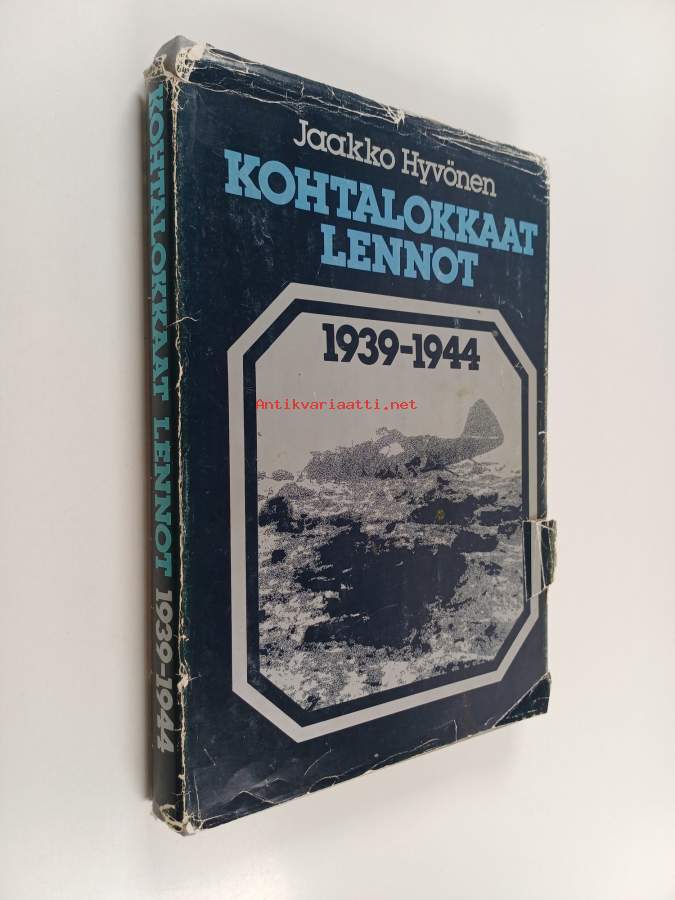 Jaakko Hyvönen
KOHTALOKKAAT
LENNOT
1939-1944
Antikvariaatti.net
KOHTALOKKAAT LENNOT 1939-1944